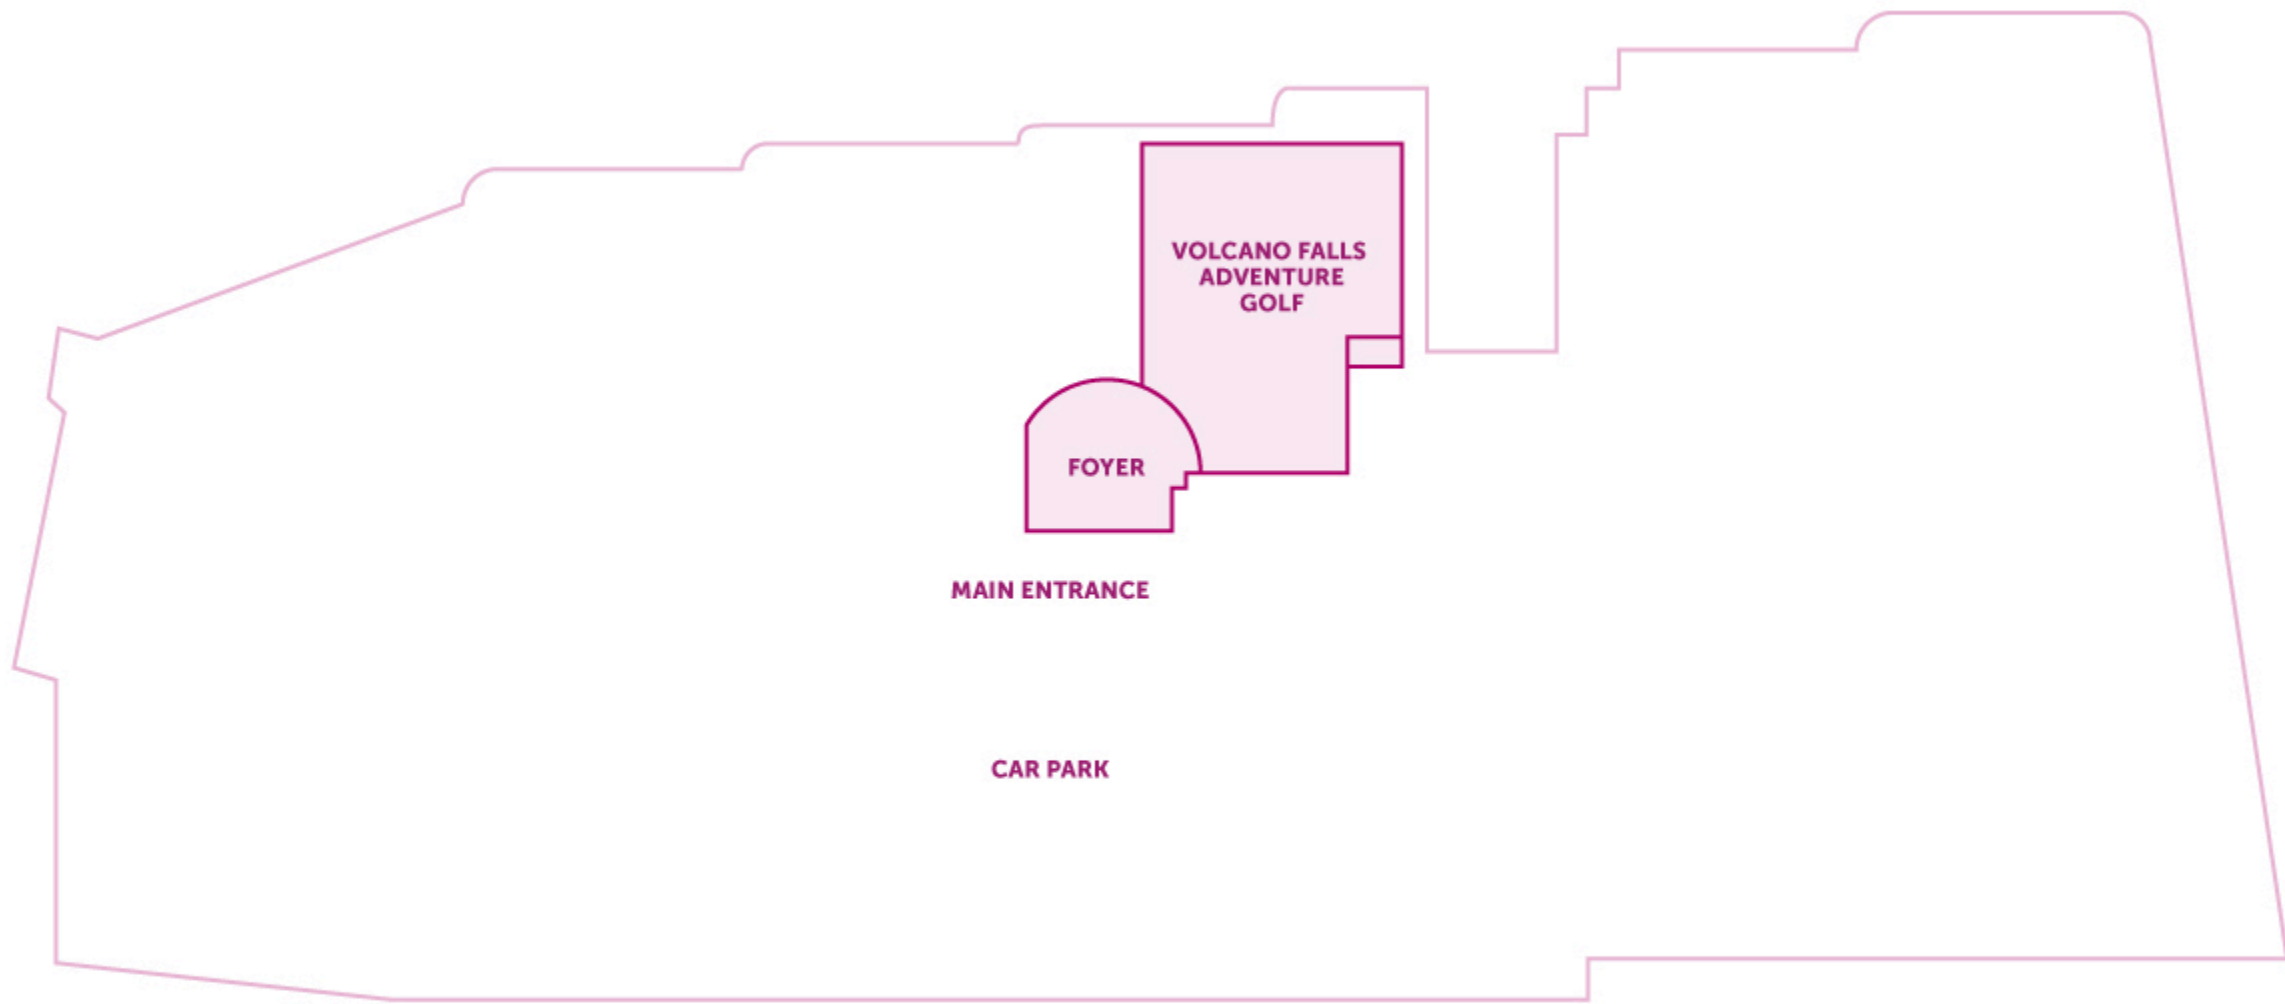 VOLCANO FALLS
ADVENTURE
GOLF
FOYER
MAIN ENTRANCE
CAR PARK